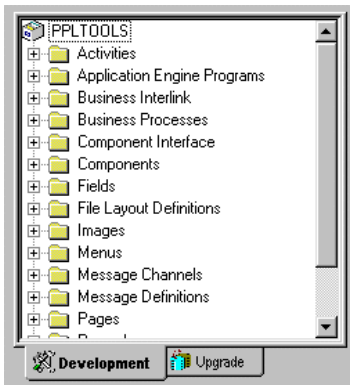 PPLTOOLS
Activities
Application Engine Programs
Business Interlink
Business Processes
Component Interface
Components
Fields
File Layout Definitions
Images
Menus
Message Channels
Message Definitions
Pages
Development
Upgrade